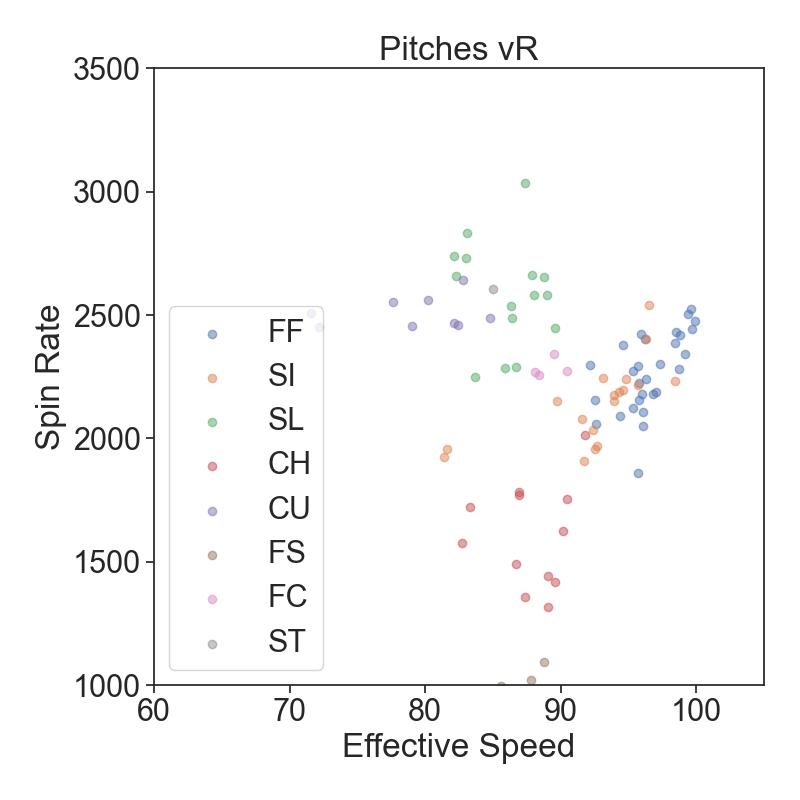 Pitches vR
3500
3000
2500
2000
1500
1000
Spin Rate
FF
SI
SL
CH
CU
FS
FC
ST
60 70 80 90 100
Effective Speed